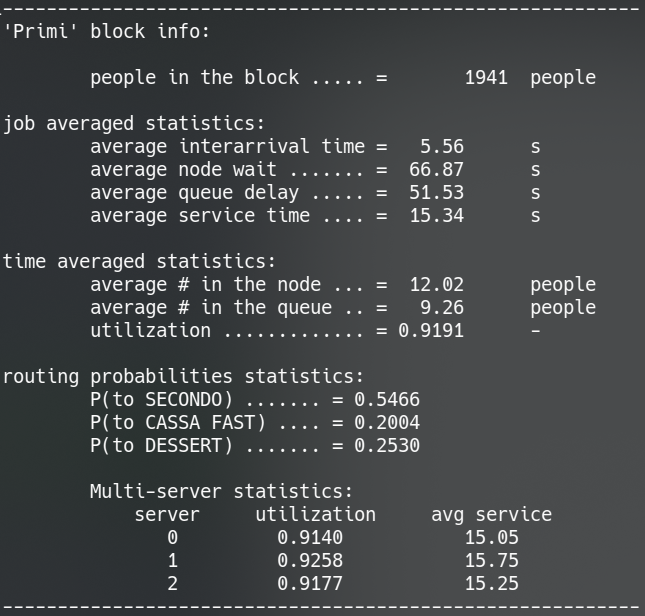 ----------------------------------------------------------
'Primi' block info:
people in the block ..... = 1941 people
job averaged statistics:
average interarrival time = 5.56 s
average node wait ....... = 66.87 s
average queue delay ..... = 51.53 s
average service time .... = 15.34 s
time averaged statistics:
average # in the node ... = 12.02 people
average # in the queue .. = 9.26 people
utilization ............. = 0.9191 -
routing probabilities statistics:
P(to SECONDO) ....... = 0.5466
P(to CASSA FAST) .... = 0.2004
P(to DESSERT) ....... = 0.2530
Multi-server statistics:
server utilization avg service
0 0.9140 15.05
1 0.9258 15.75
2 0.9177 15.25
----------------------------------------------------------